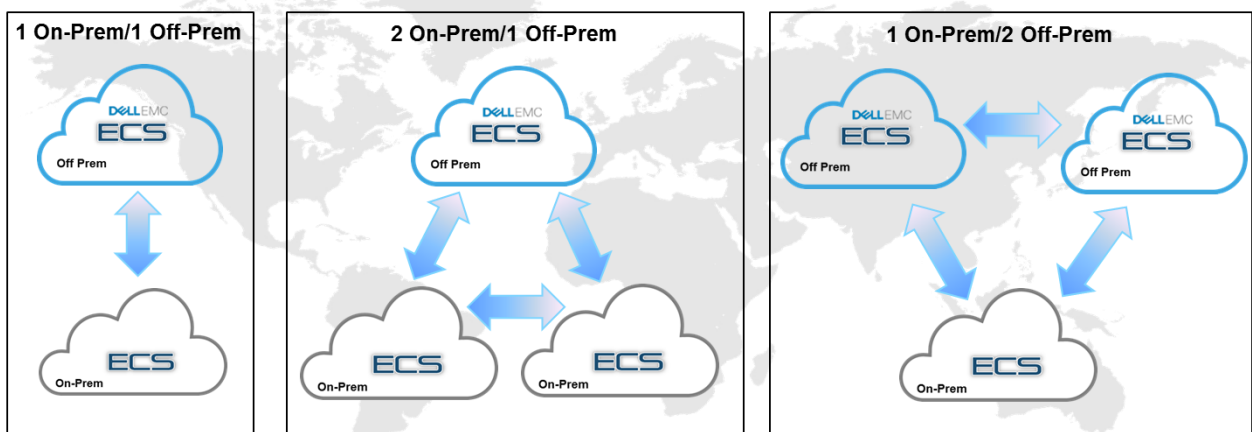 1 On-Prem/1 Off-Prem
DELLEMC
ECS
Off Prem
ECS
On-Prem
2 On-Prem/1 Off-Prem
DELLEMC
ECS
Off Prem
ECS
On-Prem
ECS
On-Prem
1 On-Prem/2 Off-Prem
DELLEMC
ECS
Off Prem
DELLEMC
ECS
Off Prem
ECS
On-Prem